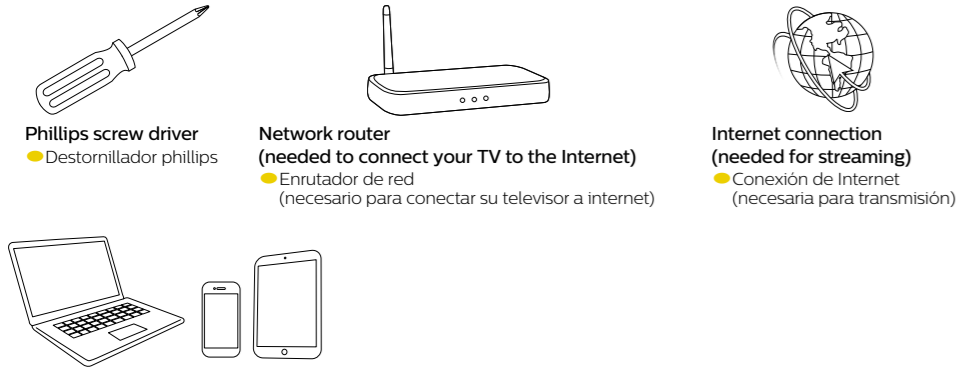 Phillips screw driver
Destornillador phillips
Network router
(needed to connect your TV to the Internet)
Enrutador de red
(necesario para conectar su televisor a internet)
Internet connection
(needed for streaming)
Conexión de Internet
(necesaria para transmisión)